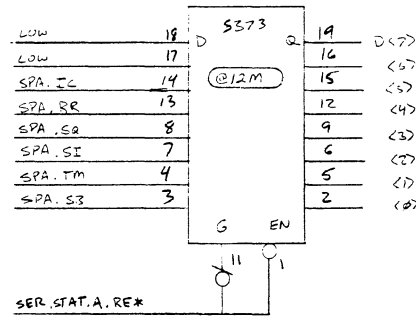 LOW 18 D S373 Q 19 D<7>
LOW 17 16 <6>
SPA.IC 14 @12M 15 <5>
SPA.RR 13 12 <4>
SPA.SQ 8 9 <3>
SPA.SI 7 6 <2>
SPA.TM 4 5 <1>
SPA.S3 3 2 <0>
G EN
11 1
SER.STAT.A.RE*